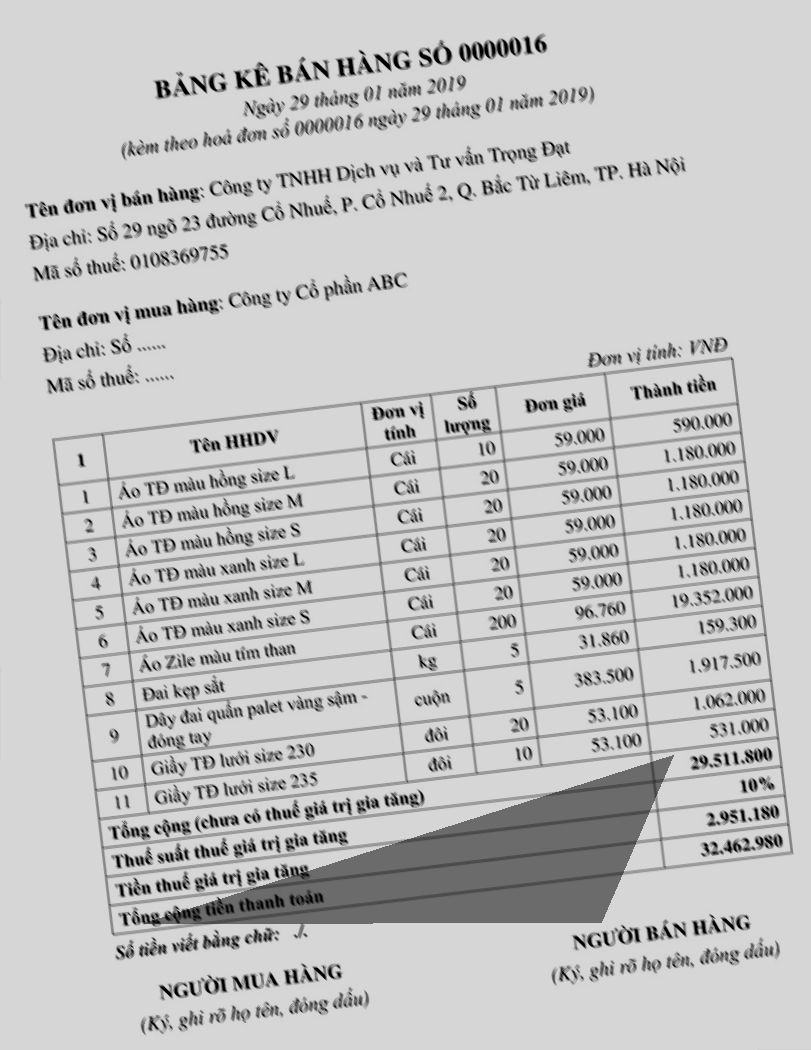 BẢNG KÊ BÁN HÀNG SỐ 0000016
Ngày 29 tháng 01 năm 2019
(kèm theo hoá đơn số 0000016 ngày 29 tháng 01 năm 2019)
Tên đơn vị bán hàng: Công ty TNHH Dịch vụ và Tư vấn Trọng Đạt
Địa chỉ: Số 29 ngõ 23 đường Cổ Nhuế, P. Cổ Nhuế 2, Q. Bắc Từ Liêm, TP. Hà Nội
Mã số thuế: 0108369755
Tên đơn vị mua hàng: Công ty Cổ phần ABC
Địa chỉ: Số ......
Mã số thuế: ......
Đơn vị tính: VNĐ
1 Tên HHDV Đơn vị tính Số lượng Đơn giá Thành tiền
1 Áo TĐ màu hồng size L Cái 10 59.000 590.000
2 Áo TĐ màu hồng size M Cái 20 59.000 1.180.000
3 Áo TĐ màu hồng size S Cái 20 59.000 1.180.000
4 Áo TĐ màu xanh size L Cái 20 59.000 1.180.000
5 Áo TĐ màu xanh size M Cái 20 59.000 1.180.000
6 Áo TĐ màu xanh size S Cái 20 59.000 1.180.000
7 Áo Zile màu tím than Cái 200 96.760 19.352.000
8 Đai kẹp sắt kg 5 31.860 159.300
9 Dây đai quấn palet vàng sậm - đóng tay cuộn 5 383.500 1.917.500
10 Giầy TĐ lưới size 230 đôi 20 53.100 1.062.000
11 Giầy TĐ lưới size 235 đôi 10 53.100 531.000
Tổng cộng (chưa có thuế giá trị gia tăng) 29.511.800
Thuế suất thuế giá trị gia tăng 10%
Tiền thuế giá trị gia tăng 2.951.180
Tổng cộng tiền thanh toán 32.462.980
Số tiền viết bằng chữ: ./.
NGƯỜI MUA HÀNG NGƯỜI BÁN HÀNG
(Ký, ghi rõ họ tên, đóng dấu) (Ký, ghi rõ họ tên, đóng dấu)